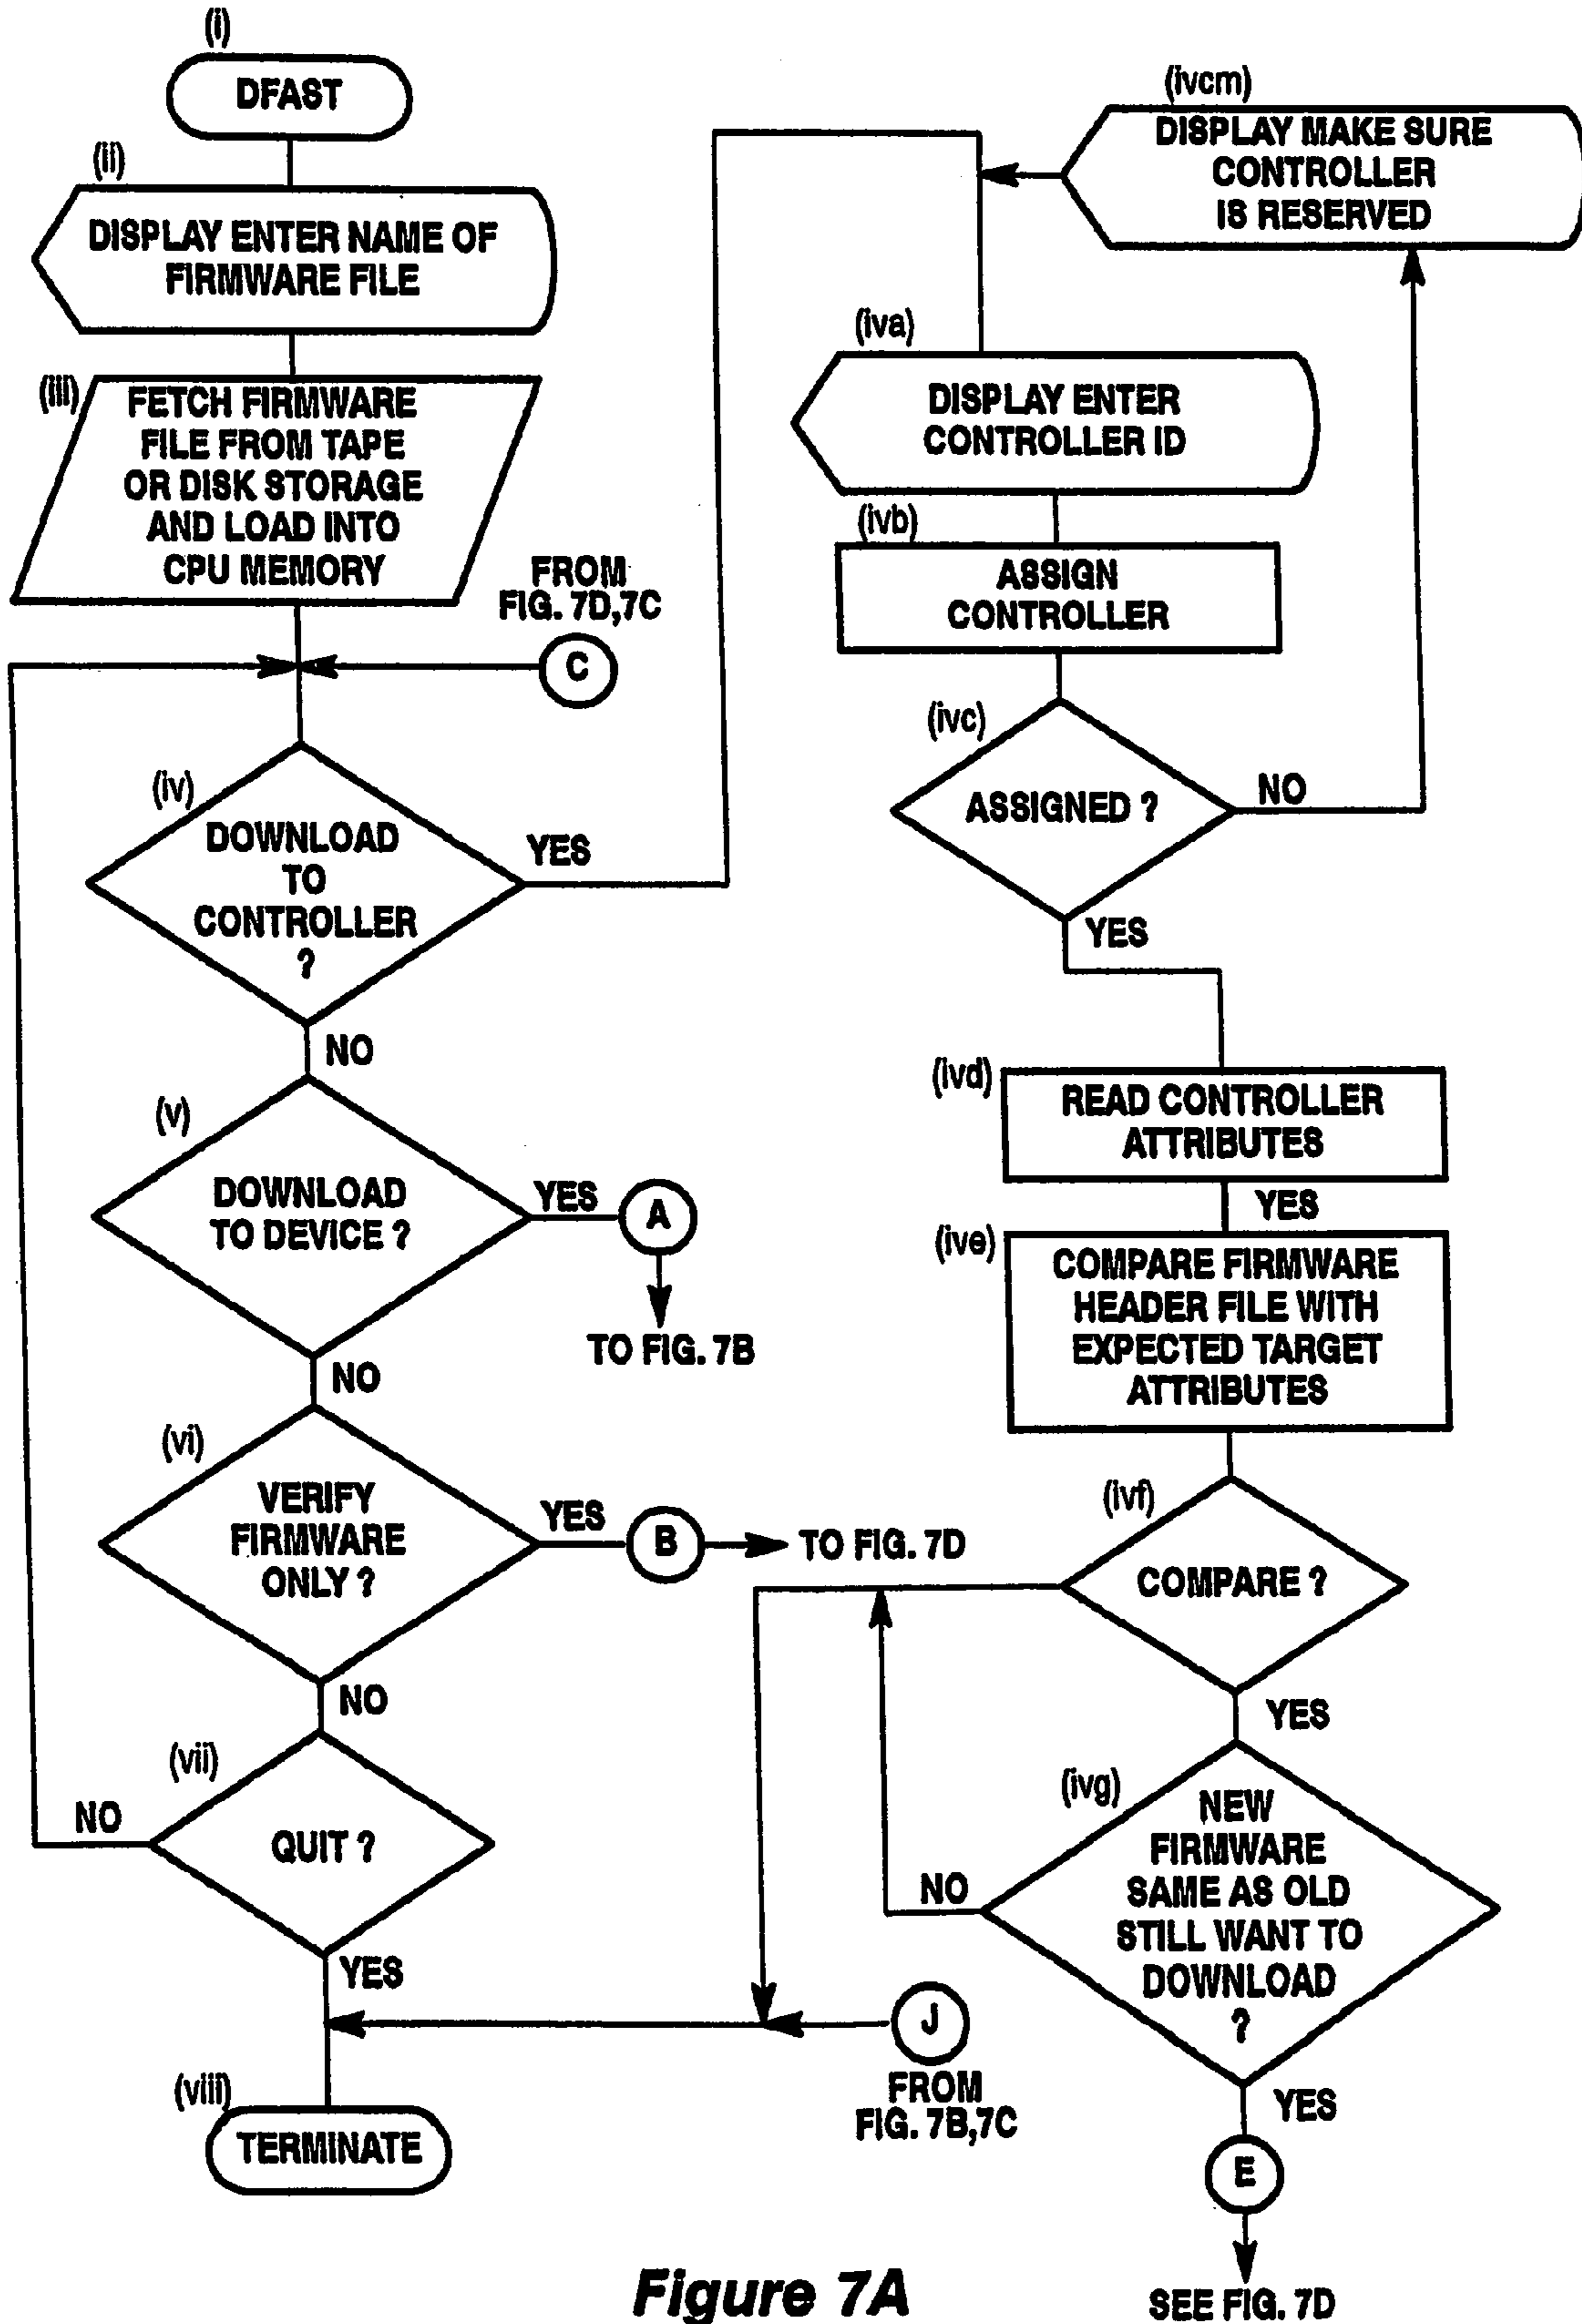 (i)
DFAST
(ii)
DISPLAY ENTER NAME OF
FIRMWARE FILE
(iii)
FETCH FIRMWARE
FILE FROM TAPE
OR DISK STORAGE
AND LOAD INTO
CPU MEMORY
FROM
FIG. 7D,7C
C
(iv)
DOWNLOAD
TO
CONTROLLER
?
YES
NO
(v)
DOWNLOAD
TO DEVICE ?
YES
A
TO FIG. 7B
NO
(vi)
VERIFY
FIRMWARE
ONLY ?
YES
B
TO FIG. 7D
NO
(vii)
QUIT ?
NO
YES
(viii)
TERMINATE
(ivcm)
DISPLAY MAKE SURE
CONTROLLER
IS RESERVED
(iva)
DISPLAY ENTER
CONTROLLER ID
(ivb)
ASSIGN
CONTROLLER
(ivc)
ASSIGNED ?
NO
YES
(ivd)
READ CONTROLLER
ATTRIBUTES
YES
(ive)
COMPARE FIRMWARE
HEADER FILE WITH
EXPECTED TARGET
ATTRIBUTES
(ivf)
COMPARE ?
YES
(ivg)
NEW
FIRMWARE
SAME AS OLD
STILL WANT TO
DOWNLOAD
?
NO
YES
J
FROM
FIG. 7B,7C
E
SEE FIG. 7D
Figure 7A